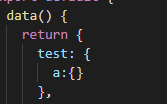 data() {
return {
test: {
a:{}
},